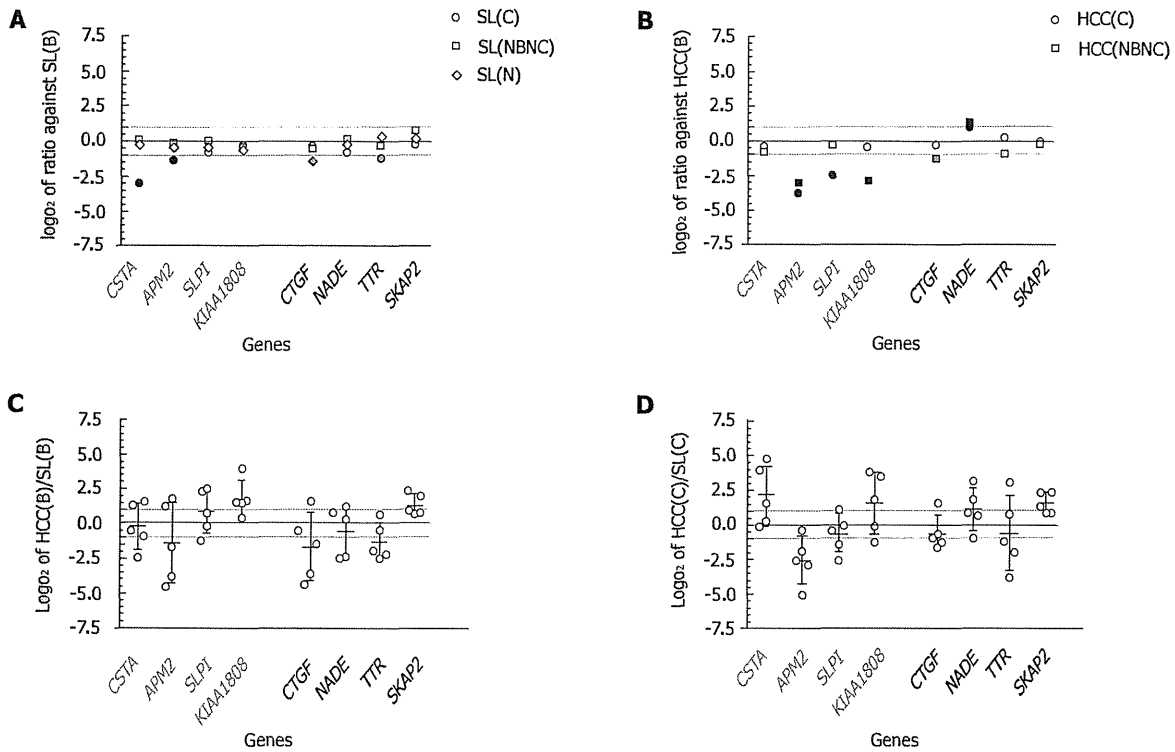 A
SL(C)
SL(NBNC)
SL(N)
logo₂ of ratio against SL(B)
7.5
5.0
2.5
0.0
-2.5
-5.0
-7.5
CSTA
APM2
SLPI
KIAA1808
CTGF
NADE
TTR
SKAP2
Genes
B
HCC(C)
HCC(NBNC)
logo₂ of ratio against HCC(B)
7.5
5.0
2.5
0.0
-2.5
-5.0
-7.5
CSTA
APM2
SLPI
KIAA1808
CTGF
NADE
TTR
SKAP2
Genes
C
Logo₂ of HCC(B)/SL(B)
7.5
5.0
2.5
0.0
-2.5
-5.0
-7.5
CSTA
APM2
SLPI
KIAA1808
CTGF
NADE
TTR
SKAP2
Genes
D
Logo₂ of HCC(C)/SL(C)
7.5
5.0
2.5
0.0
-2.5
-5.0
-7.5
CSTA
APM2
SLPI
KIAA1808
CTGF
NADE
TTR
SKAP2
Genes